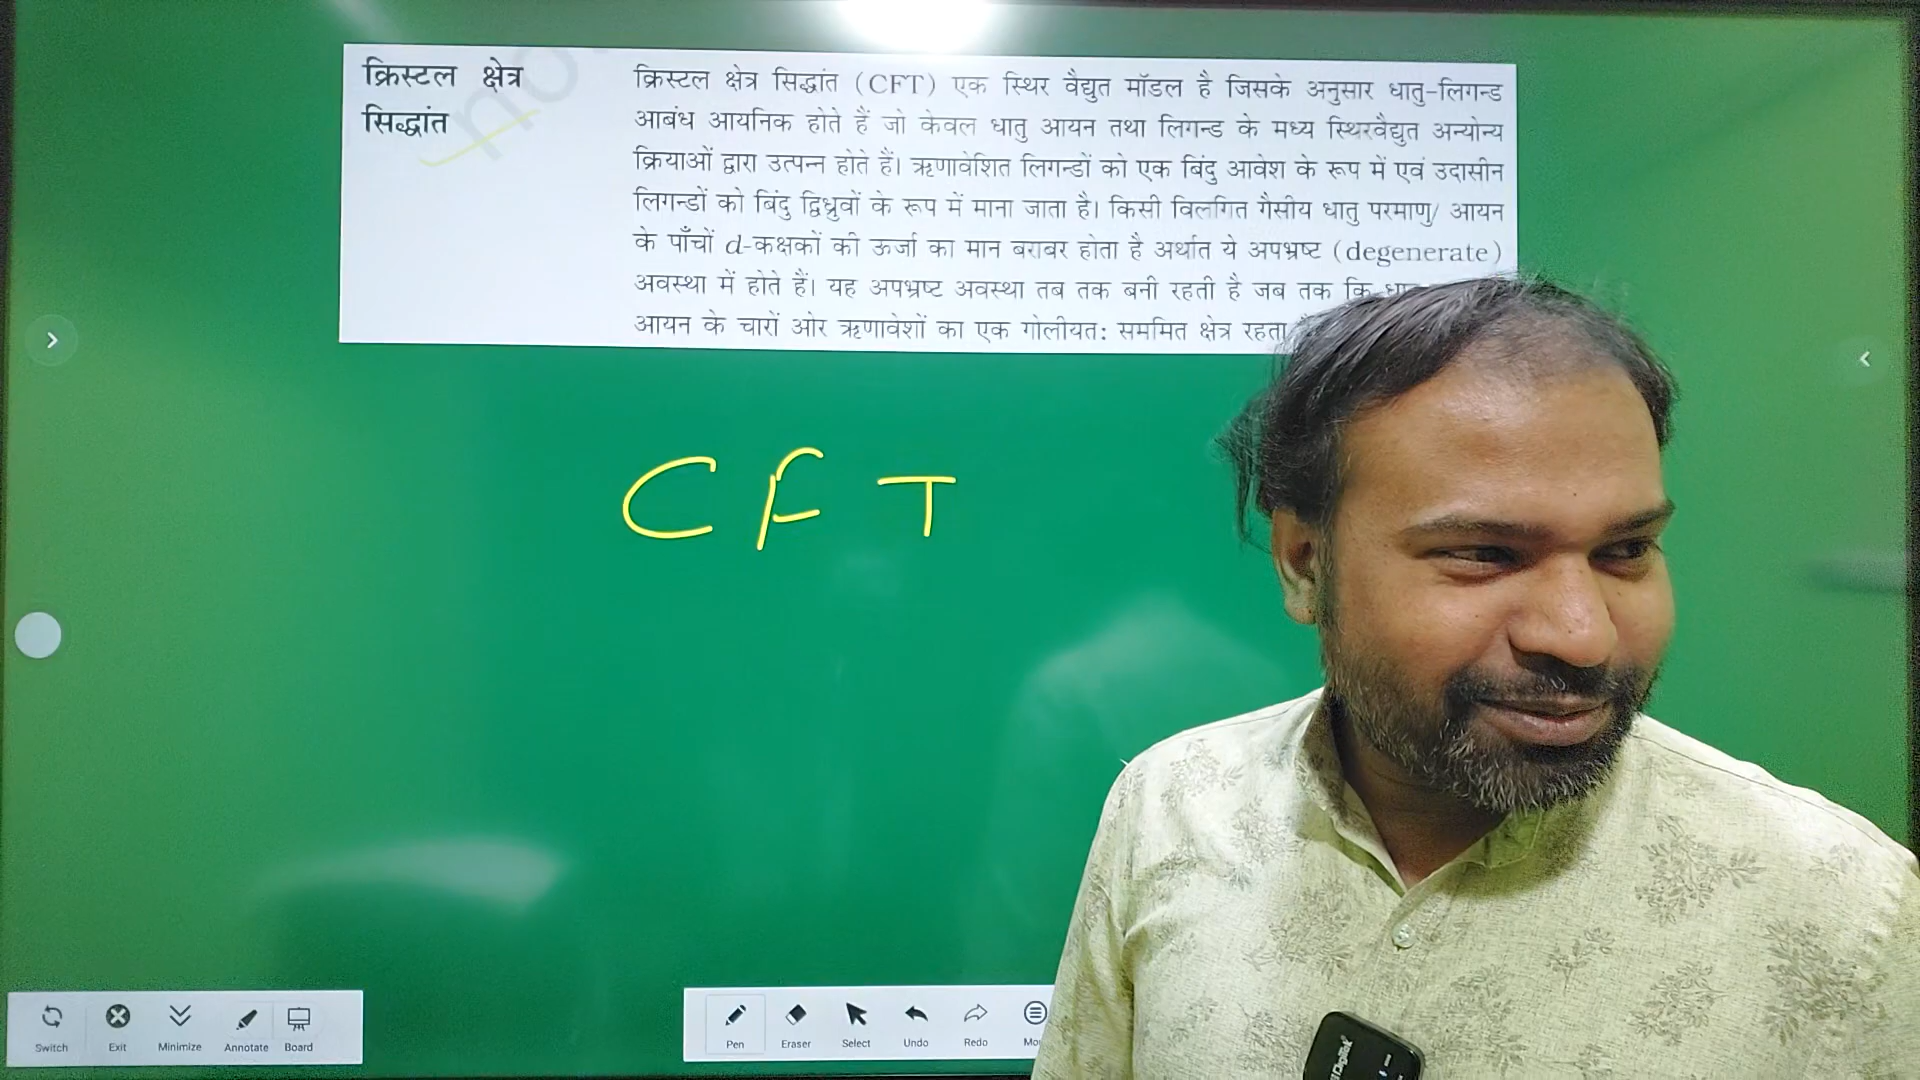 क्रिस्टल क्षेत्र
सिद्धांत
क्रिस्टल क्षेत्र सिद्धांत (CFT) एक स्थिर वैद्युत मॉडल है जिसके अनुसार धातु-लिगन्ड
आबंध आयनिक होते हैं जो केवल धातु आयन तथा लिगन्ड के मध्य स्थिरवैद्युत अन्योन्य
क्रियाओं द्वारा उत्पन्न होते हैं। ऋणावेशित लिगन्डों को एक बिंदु आवेश के रूप में एवं उदासीन
लिगन्डों को बिंदु द्विध्रुवों के रूप में माना जाता है। किसी विलगित गैसीय धातु परमाणु/ आयन
के पाँचों d-कक्षकों की ऊर्जा का मान बराबर होता है अर्थात ये अपभ्रष्ट (degenerate)
अवस्था में होते हैं। यह अपभ्रष्ट अवस्था तब तक बनी रहती है जब तक कि
आयन के चारों ओर ऋणावेशों का एक गोलीयत: सममित क्षेत्र रहता
CFT
Switch Exit Minimize Annotate Board
Pen Eraser Select Undo Redo